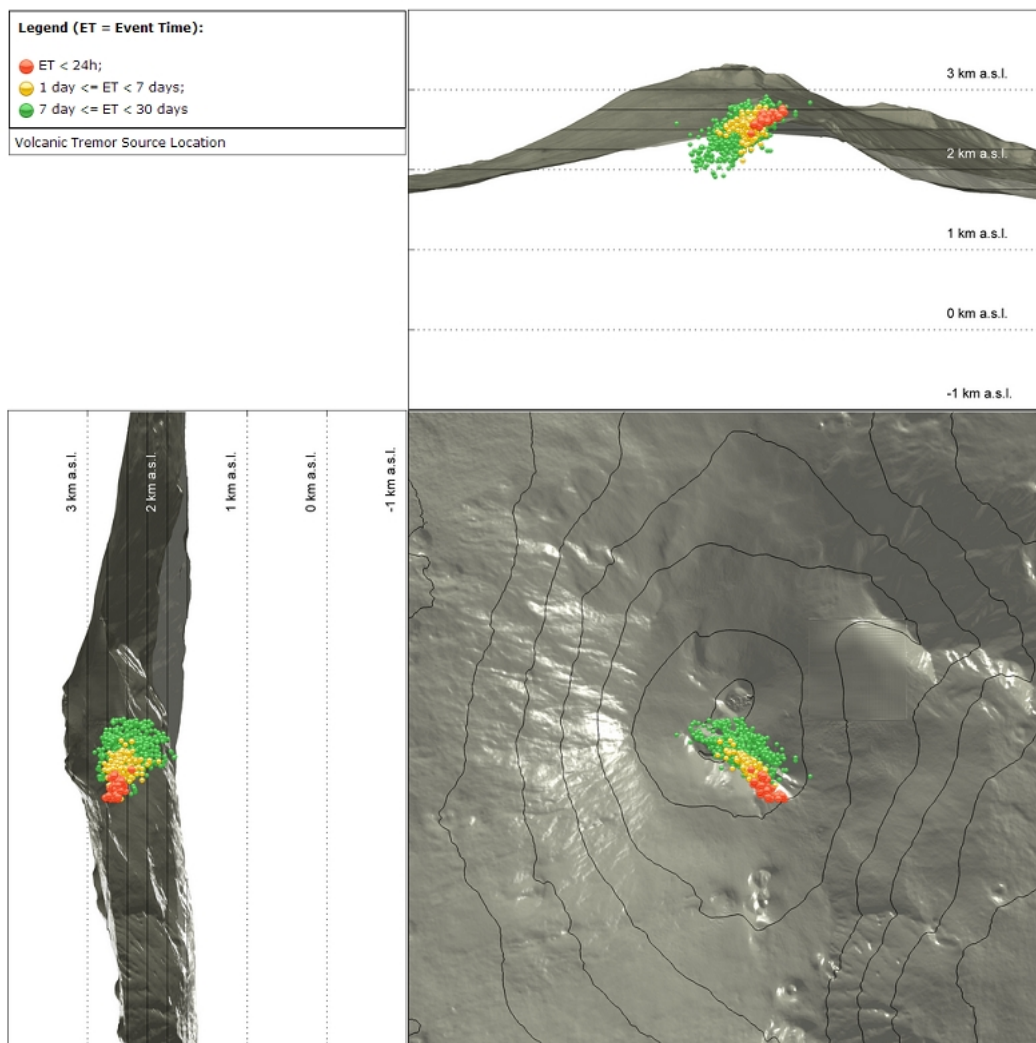 Legend (ET = Event Time):
ET < 24h;
1 day <= ET < 7 days;
7 day <= ET < 30 days
Volcanic Tremor Source Location
3 km a.s.l.
2 km a.s.l.
1 km a.s.l.
0 km a.s.l.
-1 km a.s.l.
3 km a.s.l.
2 km a.s.l.
1 km a.s.l.
0 km a.s.l.
-1 km a.s.l.